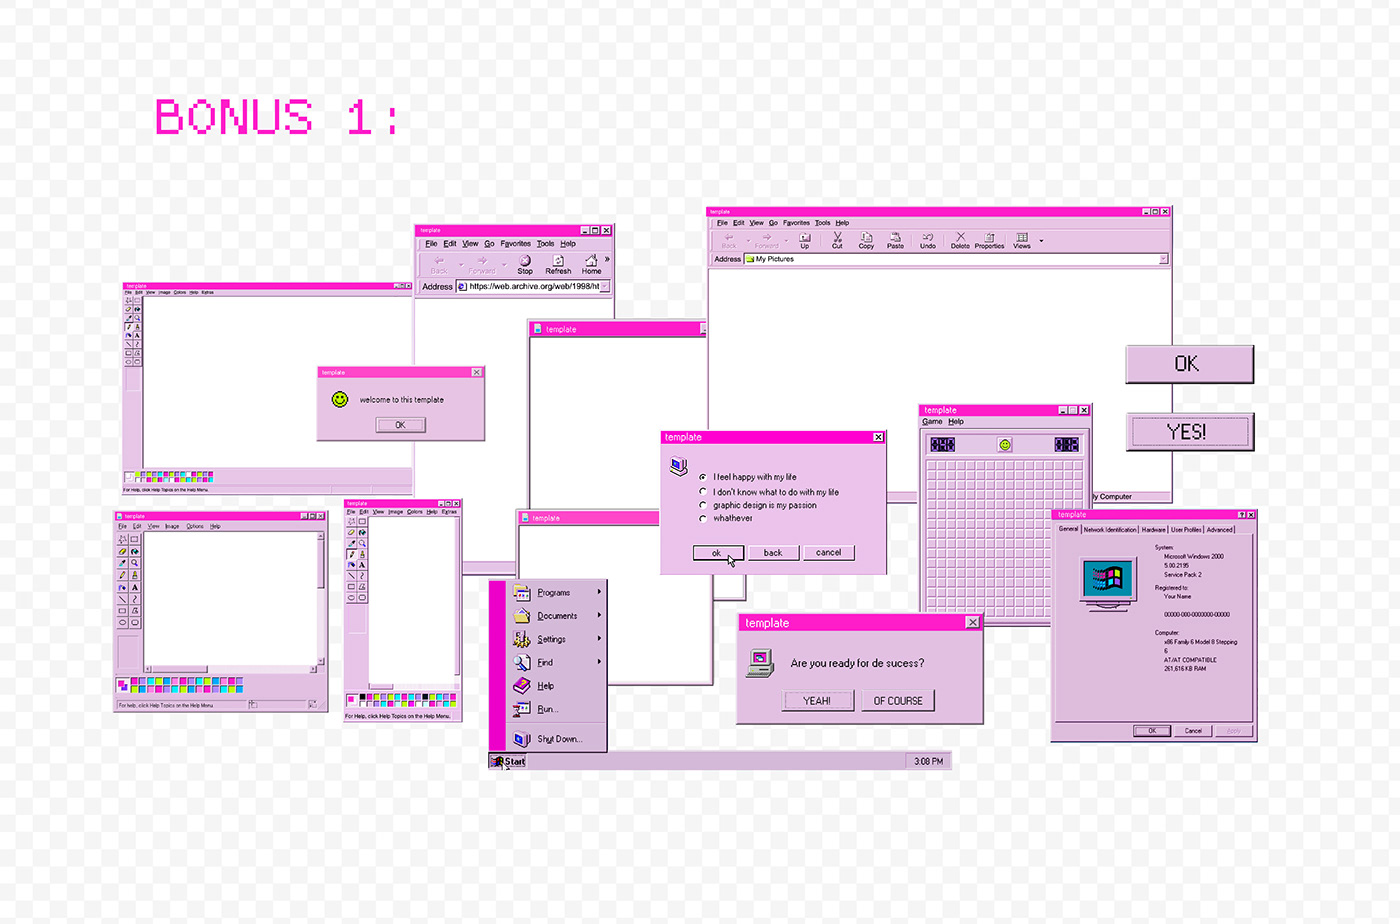 BONUS 1:
template
File Edit View Go Favorites Tools Help
Back Forward Up Cut Copy Paste Undo Delete Properties Views
Address My Pictures
My Computer
template
File Edit View Go Favorites Tools Help
Back Forward Stop Refresh Home »
Address https://web.archive.org/web/1998/ht
template
File Edit View Image Colors Help Extras
For Help, click Help Topics on the Help Menu.
template
welcome to this template
OK
template
OK
YES!
template
Game Help
template
I feel happy with my life
I don't know what to do with my life
graphic design is my passion
whathever
ok back cancel
template
File Edit View Image Options Help
For help, click Help Topics on the Help Menu.
template
File Edit View Image Colors Help Extras
For Help, click Help Topics on the Help Menu.
template
Programs
Documents
Settings
Find
Help
Run...
Shut Down...
Start
3:08 PM
template
Are you ready for de sucess?
YEAH! OF COURSE
template
General Network Identification Hardware User Profiles Advanced
System:
Microsoft Windows 2000
5.00.2195
Service Pack 2
Registered to:
Your Name
00000-000-0000000-00000
Computer:
x86 Family 6 Model 8 Stepping
6
AT/AT COMPATIBLE
261,616 KB RAM
OK Cancel Apply